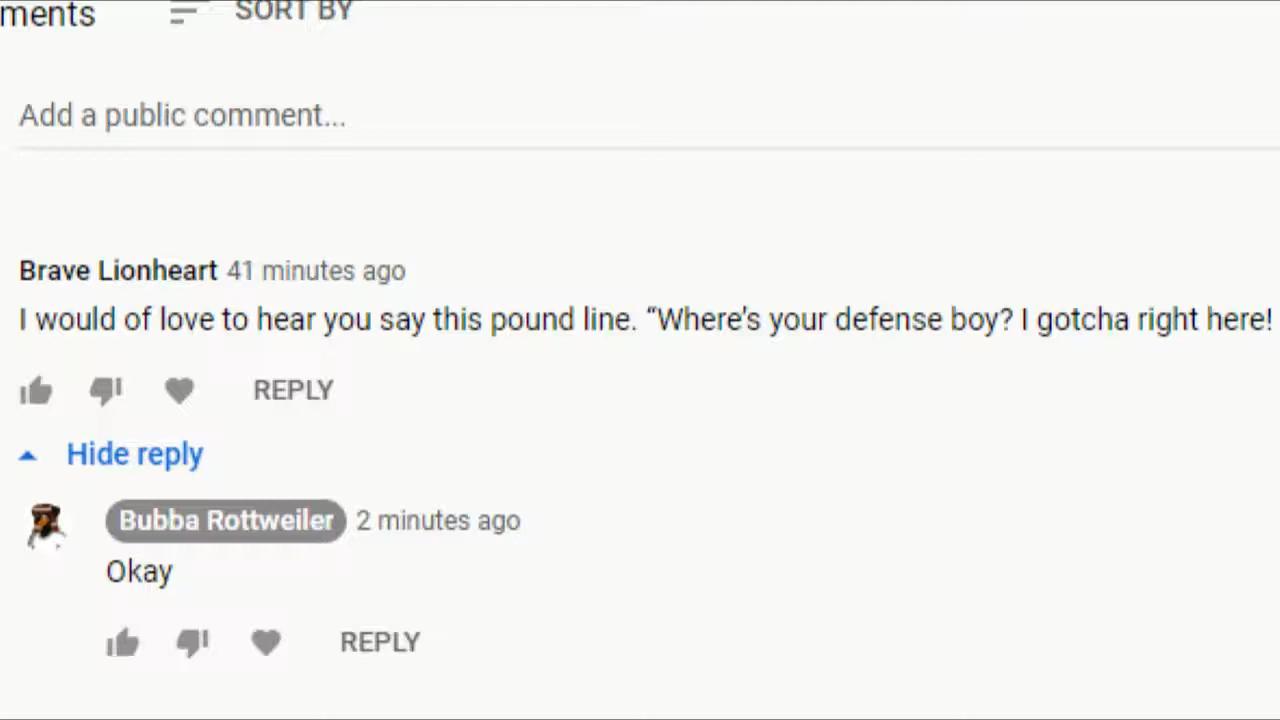 ments SORT BY
Add a public comment...
Brave Lionheart 41 minutes ago
I would of love to hear you say this pound line. “Where's your defense boy? I gotcha right here!
REPLY
Hide reply
Bubba Rottweiler 2 minutes ago
Okay
REPLY